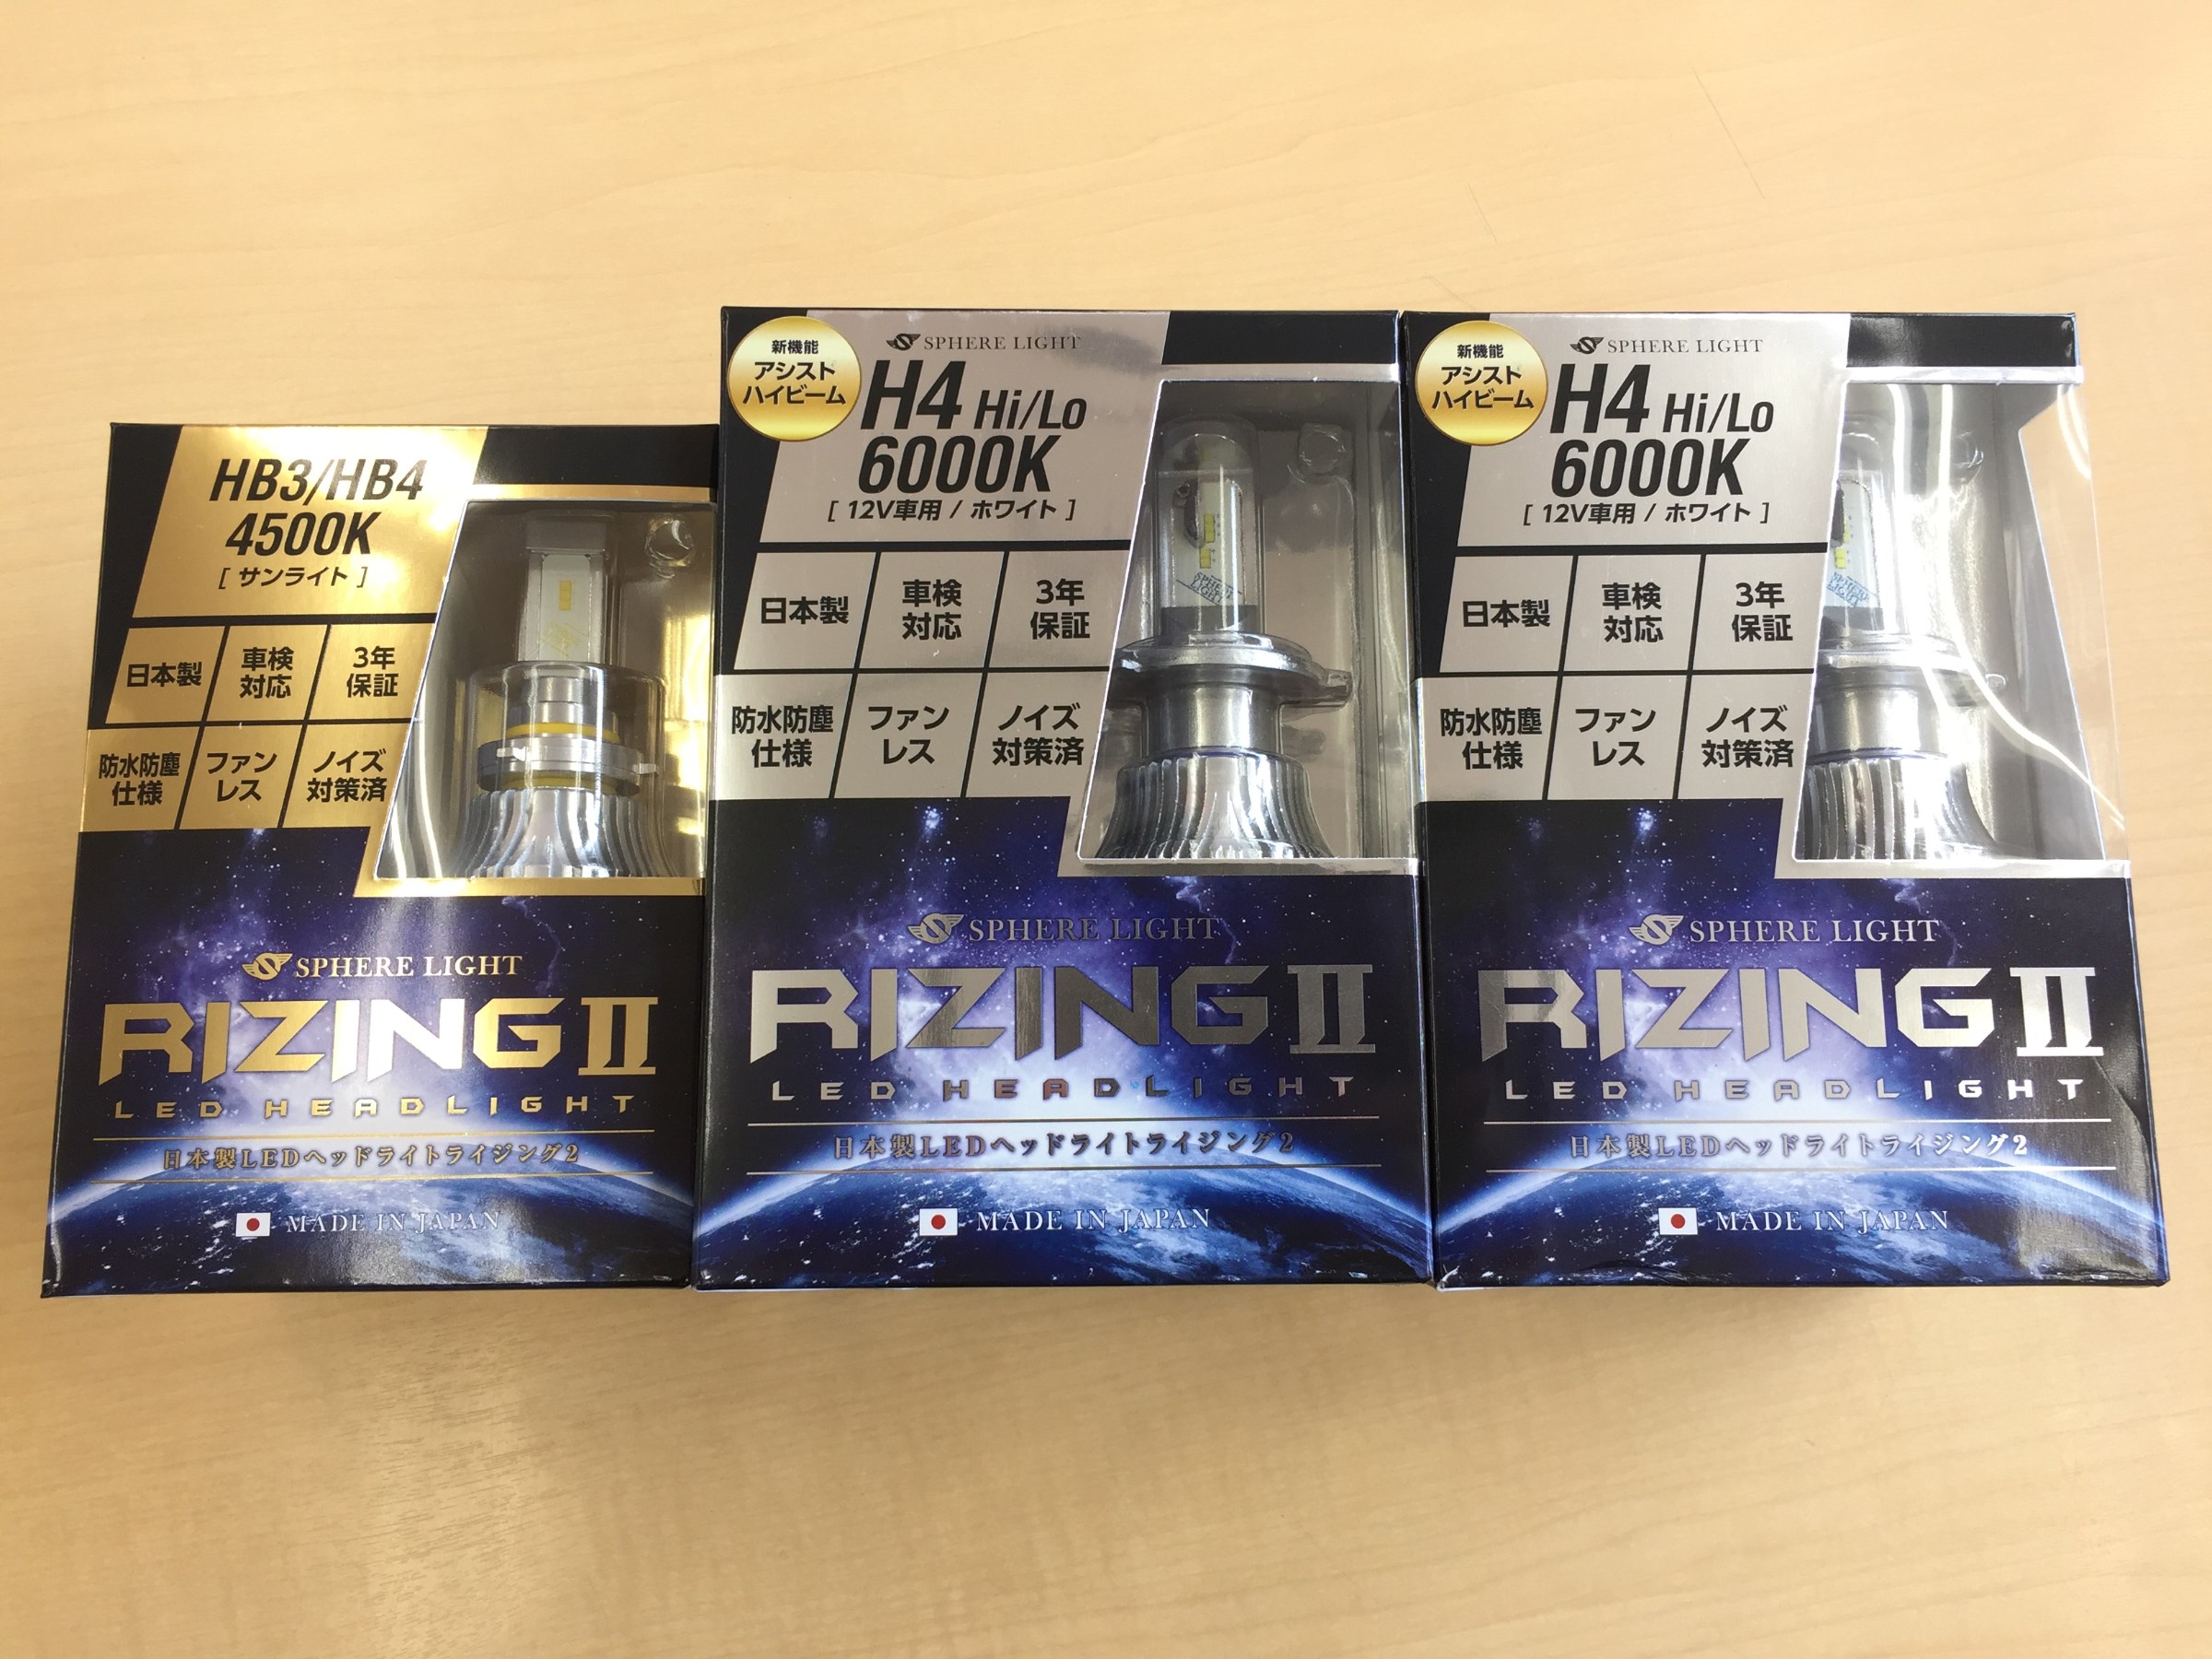 HB3/HB4
4500K
[ サンライト ]
日本製
車検
対応
3年
保証
防水防塵
仕様
ファン
レス
ノイズ
対策済
SPHERE LIGHT
RIZING II
LED HEADLIGHT
日本製LEDヘッドライトライジング2
MADE IN JAPAN
新機能
アシスト
ハイビーム
SPHERE LIGHT
H4 Hi/Lo
6000K
[ 12V車用 / ホワイト ]
日本製
車検
対応
3年
保証
防水防塵
仕様
ファン
レス
ノイズ
対策済
SPHERE
LIGHT
SPHERE LIGHT
RIZING II
LED HEADLIGHT
日本製LEDヘッドライトライジング2
MADE IN JAPAN
新機能
アシスト
ハイビーム
SPHERE LIGHT
H4 Hi/Lo
6000K
[ 12V車用 / ホワイト ]
日本製
車検
対応
3年
保証
防水防塵
仕様
ファン
レス
ノイズ
対策済
SPHERE
LIGHT
SPHERE LIGHT
RIZING II
LED HEADLIGHT
日本製LEDヘッドライトライジング2
MADE IN JAPAN